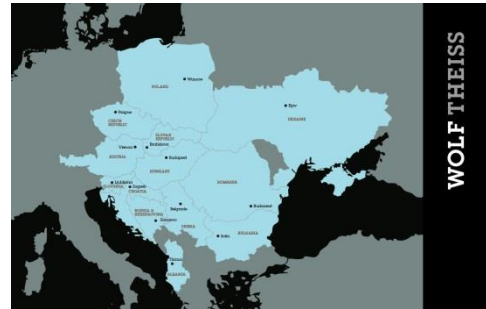 POLAND
Warsaw
Prague
CZECH
REPUBLIC
Kyiv
UKRAINE
SLOVAK
REPUBLIC
Bratislava
Vienna
AUSTRIA
Budapest
HUNGARY
Ljubljana
SLOVENIA
Zagreb
CROATIA
ROMANIA
BOSNIA &
HERZEGOVINA
Belgrade
Sarajevo
SERBIA
Bucharest
Sofia
BULGARIA
Tirana
ALBANIA
WOLF THEISS